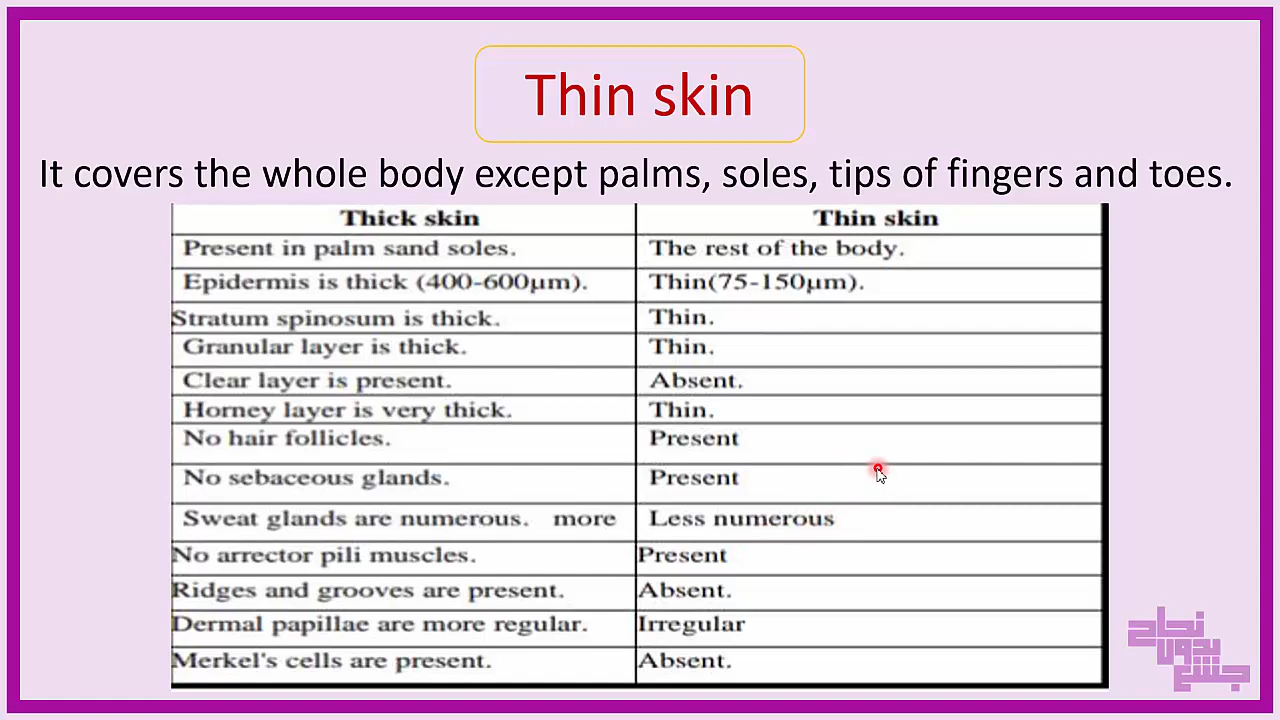 Thin skin
It covers the whole body except palms, soles, tips of fingers and toes.
Thick skin Thin skin
Present in palm sand soles. The rest of the body.
Epidermis is thick (400-600µm). Thin(75-150µm).
Stratum spinosum is thick. Thin.
Granular layer is thick. Thin.
Clear layer is present. Absent.
Horney layer is very thick. Thin.
No hair follicles. Present
No sebaceous glands. Present
Sweat glands are numerous. more Less numerous
No arrector pili muscles. Present
Ridges and grooves are present. Absent.
Dermal papillae are more regular. Irregular
Merkel's cells are present. Absent.
نجاح
بدون
جشع